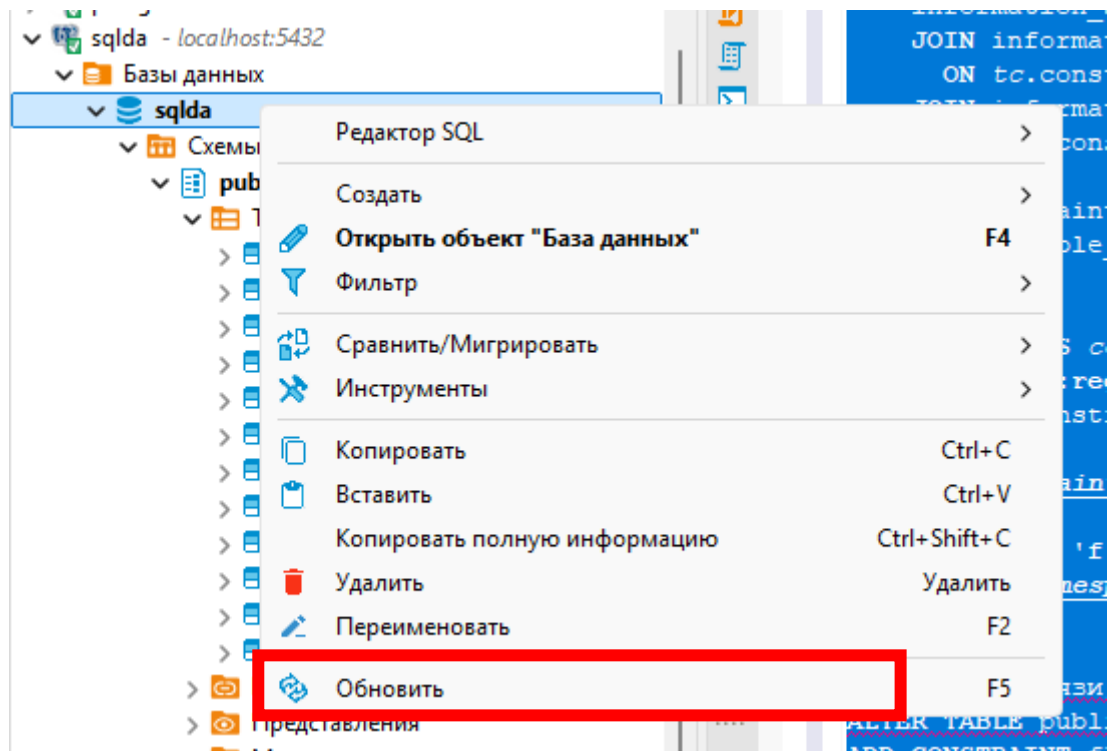 sqlda - localhost:5432
JOIN informa
Базы данных
ON tc.cons
sqlda
Редактор SQL
Схемы
pub
Создать
Открыть объект "База данных" F4
Фильтр
Сравнить/Мигрировать
Инструменты
Копировать Ctrl+C
Вставить Ctrl+V
Копировать полную информацию Ctrl+Shift+C
Удалить Удалить
Переименовать F2
Обновить F5
Представления
ALTER TABLE publ